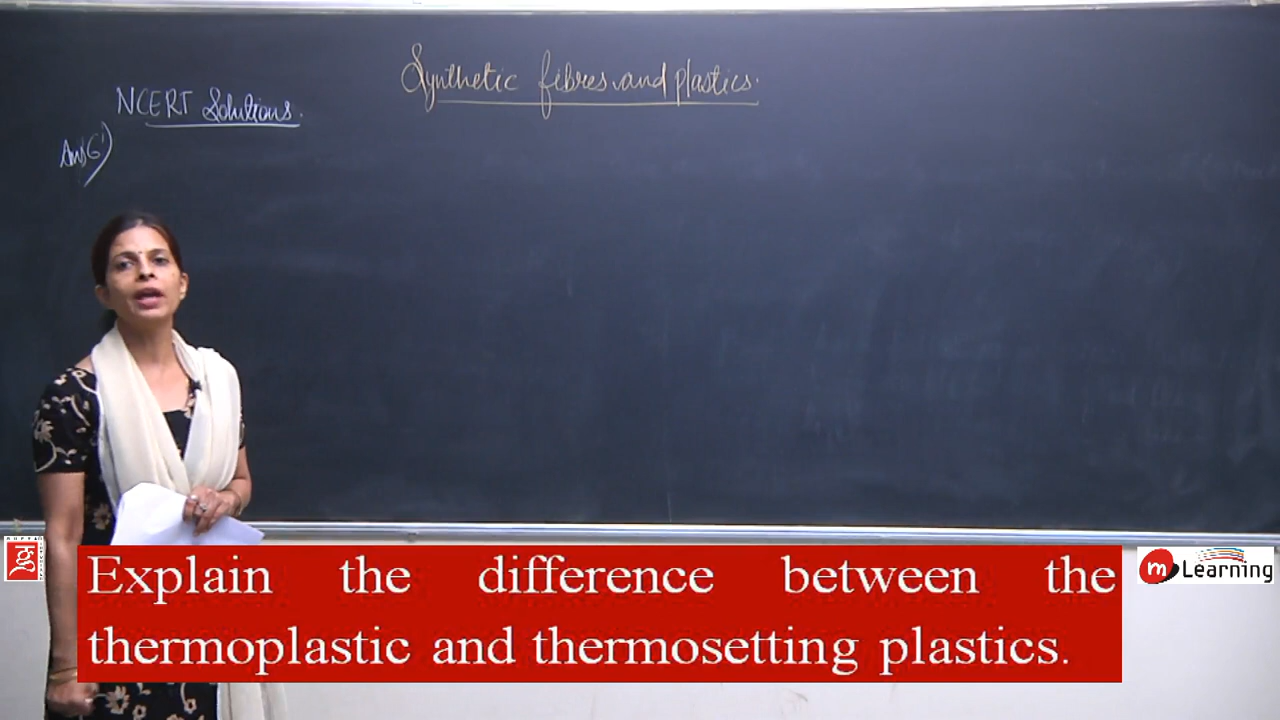 Synthetic fibres and plastics.
NCERT Solutions.
Ans 6)
Explain the difference between the
thermoplastic and thermosetting plastics.
m Learning